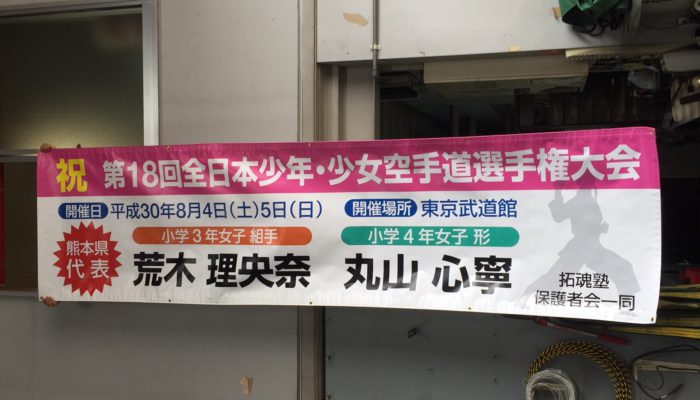 祝 第18回全日本少年・少女空手道選手権大会
開催日 平成30年8月4日(土)5日(日) 開催場所 東京武道館
熊本県
代表
小学3年女子 組手
荒木 理央奈
小学4年女子 形
丸山 心寧
拓魂塾
保護者会一同